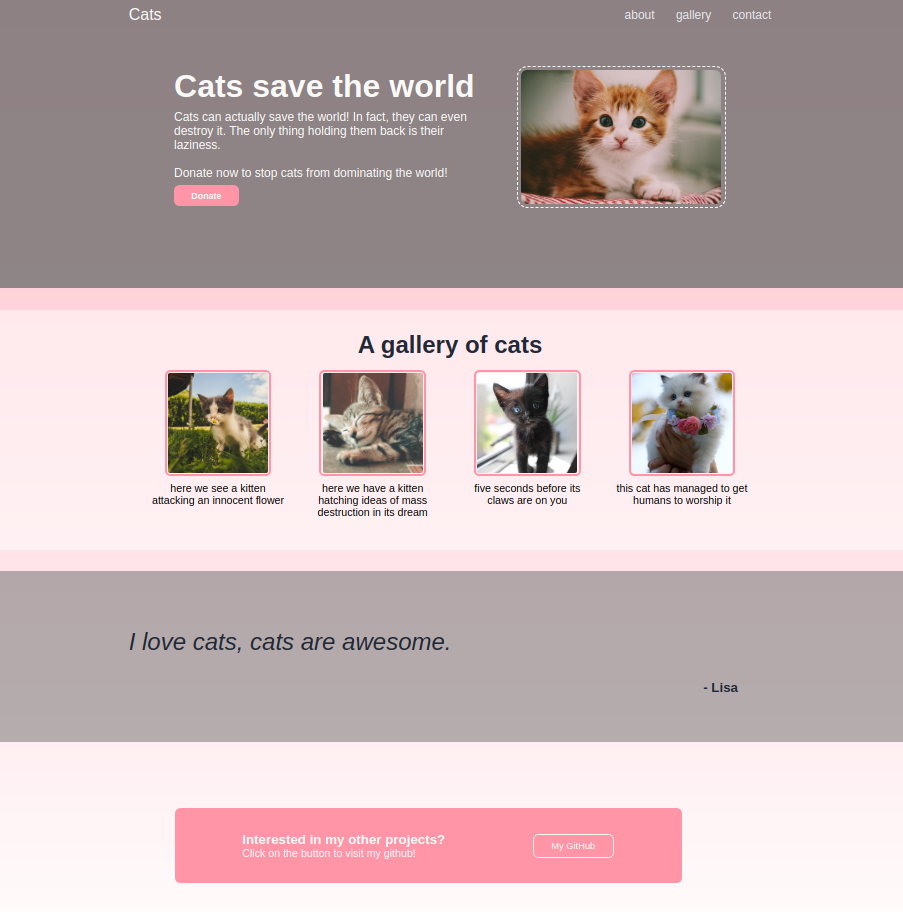 Cats
about gallery contact
Cats save the world
Cats can actually save the world! In fact, they can even
destroy it. The only thing holding them back is their
laziness.
Donate now to stop cats from dominating the world!
Donate
A gallery of cats
here we see a kitten
attacking an innocent flower
here we have a kitten
hatching ideas of mass
destruction in its dream
five seconds before its
claws are on you
this cat has managed to get
humans to worship it
I love cats, cats are awesome.
- Lisa
Interested in my other projects?
Click on the button to visit my github!
My GitHub